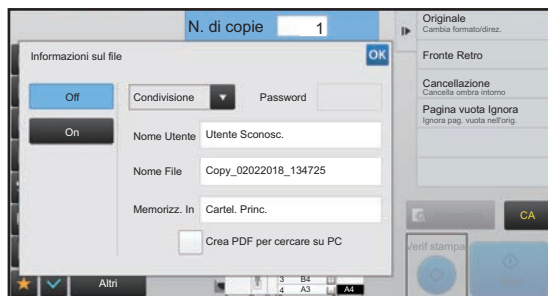 N. di copie 1
Informazioni sul file
OK
Off
On
Condivisione
Password
Nome Utente Utente Sconosc.
Nome File Copy_02022018_134725
Memorizz. In Cartel. Princ.
Crea PDF per cercare su PC
Altri
3 B4
4 A3
A4
Originale
Cambia formato/direz.
Fronte Retro
Cancellazione
Cancella ombra intorno
Pagina vuota Ignora
Ignora pag. vuota nell'orig.
CA
Verif stampa